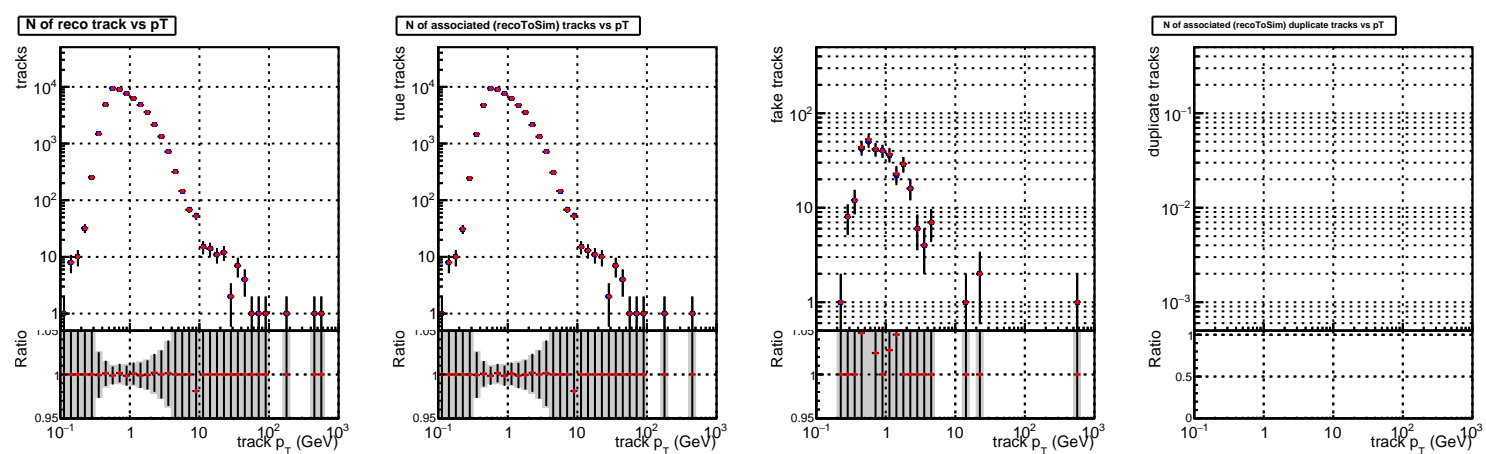 N of reco track vs pT
tracks
10^4
10^3
10^2
10
1
Ratio
1.05
1
0.95
10^−1 1 10 10^2 10^3
track p_T (GeV)
N of associated (recoToSim) tracks vs pT
true tracks
10^4
10^3
10^2
10
1
Ratio
1.05
1
0.95
10^−1 1 10 10^2 10^3
track p_T (GeV)
fake tracks
10^2
10
1
Ratio
1.05
1
0.95
10^−1 1 10 10^2 10^3
track p_T (GeV)
N of associated (recoToSim) duplicate tracks vs pT
duplicate tracks
10^−1
10^−2
10^−3
Ratio
1
0.5
0
10^−1 1 10 10^2 10^3
track p_T (GeV)